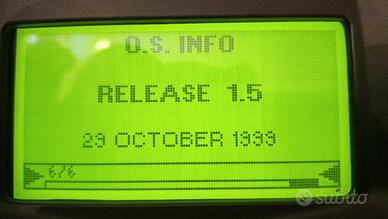 O.S. INFO
RELEASE 1.5
29 OCTOBER 1999
6/6
subito